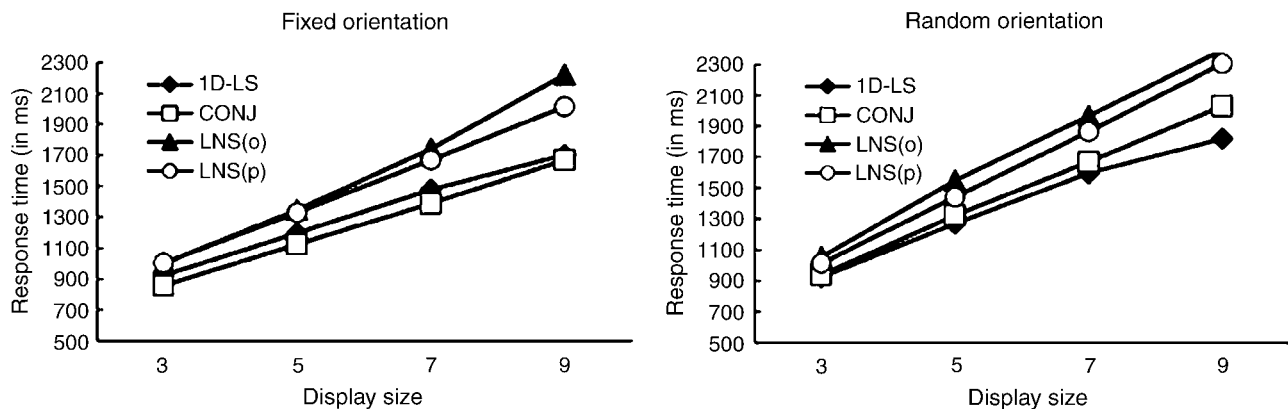 Fixed orientation
Response time (in ms)
2300
2100
1900
1700
1500
1300
1100
900
700
500
1D-LS
CONJ
LNS(o)
LNS(p)
3 5 7 9
Display size
Random orientation
Response time (in ms)
2300
2100
1900
1700
1500
1300
1100
900
700
500
1D-LS
CONJ
LNS(o)
LNS(p)
3 5 7 9
Display size